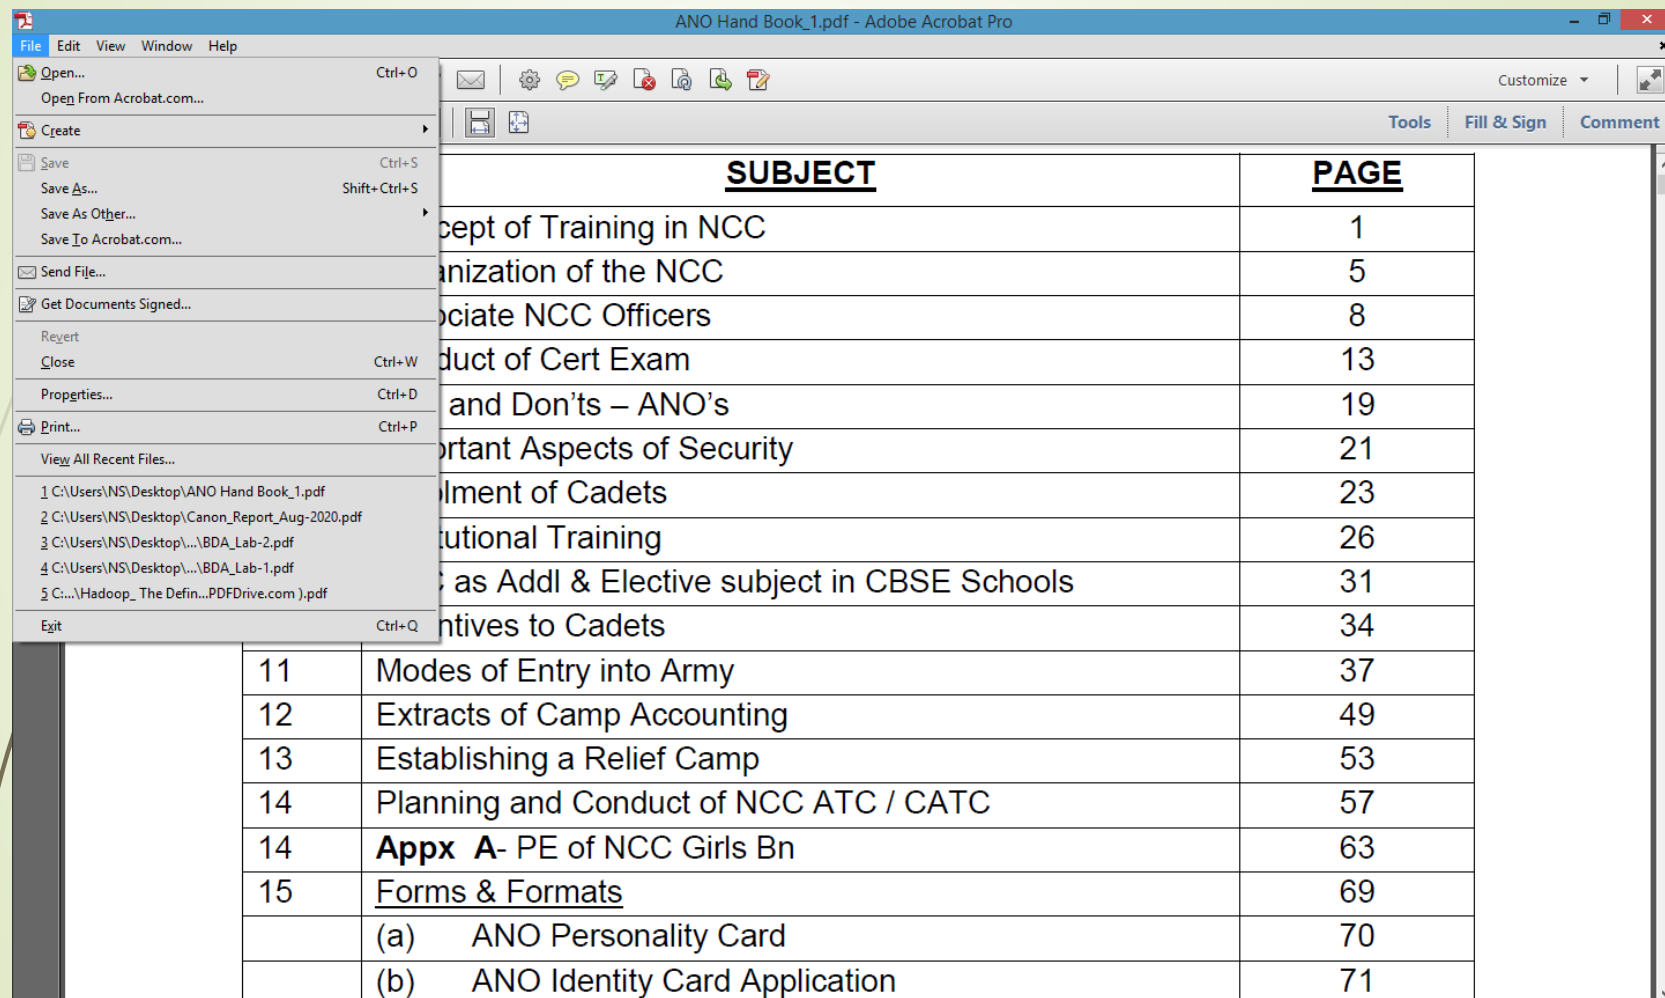 ANO Hand Book_1.pdf - Adobe Acrobat Pro
File Edit View Window Help
Open... Ctrl+O
Open From Acrobat.com...
Create
Save Ctrl+S
Save As... Shift+Ctrl+S
Save As Other...
Save To Acrobat.com...
Send File...
Get Documents Signed...
Revert
Close Ctrl+W
Properties... Ctrl+D
Print... Ctrl+P
View All Recent Files...
1 C:\Users\NS\Desktop\ANO Hand Book_1.pdf
2 C:\Users\NS\Desktop\Canon_Report_Aug-2020.pdf
3 C:\Users\NS\Desktop\...\BDA_Lab-2.pdf
4 C:\Users\NS\Desktop\...\BDA_Lab-1.pdf
5 C:...\Hadoop_ The Defin...PDFDrive.com ).pdf
Exit Ctrl+Q
Customize
Tools Fill & Sign Comment
SUBJECT PAGE
cept of Training in NCC 1
anization of the NCC 5
ociate NCC Officers 8
duct of Cert Exam 13
and Don'ts – ANO's 19
ortant Aspects of Security 21
olment of Cadets 23
tutional Training 26
as Addl & Elective subject in CBSE Schools 31
ntives to Cadets 34
11 Modes of Entry into Army 37
12 Extracts of Camp Accounting 49
13 Establishing a Relief Camp 53
14 Planning and Conduct of NCC ATC / CATC 57
14 Appx A- PE of NCC Girls Bn 63
15 Forms & Formats 69
(a) ANO Personality Card 70
(b) ANO Identity Card Application 71